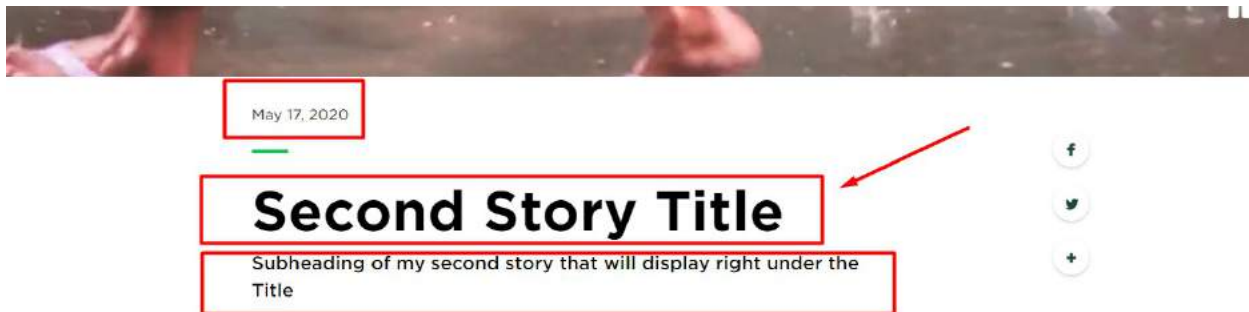 May 17, 2020
Second Story Title
Subheading of my second story that will display right under the
Title